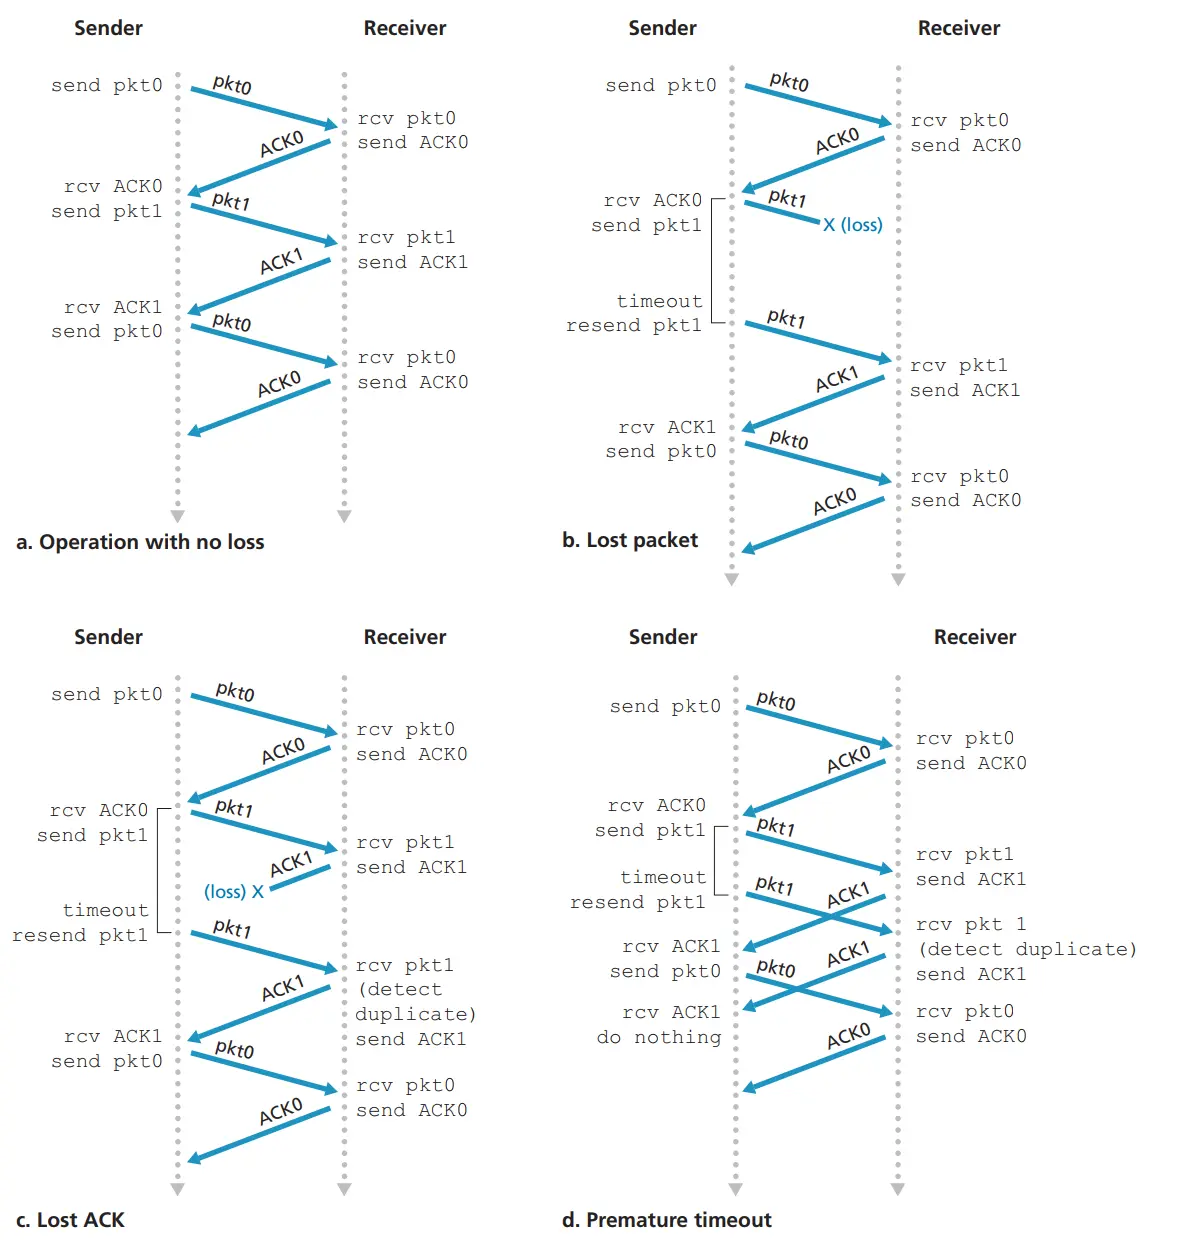 Sender Receiver
send pkt0
pkt0
rcv pkt0
send ACK0
ACK0
rcv ACK0
send pkt1
pkt1
rcv pkt1
send ACK1
ACK1
rcv ACK1
send pkt0
pkt0
rcv pkt0
send ACK0
ACK0
a. Operation with no loss
Sender Receiver
send pkt0
pkt0
rcv pkt0
send ACK0
ACK0
rcv ACK0
send pkt1
pkt1
X (loss)
timeout
resend pkt1
pkt1
rcv pkt1
send ACK1
ACK1
rcv ACK1
send pkt0
pkt0
rcv pkt0
send ACK0
ACK0
b. Lost packet
Sender Receiver
send pkt0
pkt0
rcv pkt0
send ACK0
ACK0
rcv ACK0
send pkt1
pkt1
rcv pkt1
send ACK1
ACK1
(loss) X
timeout
resend pkt1
pkt1
rcv pkt1
(detect
duplicate)
send ACK1
ACK1
rcv ACK1
send pkt0
pkt0
rcv pkt0
send ACK0
ACK0
c. Lost ACK
Sender Receiver
send pkt0
pkt0
rcv pkt0
send ACK0
ACK0
rcv ACK0
send pkt1
pkt1
rcv pkt1
send ACK1
ACK1
timeout
resend pkt1
pkt1
rcv pkt 1
(detect duplicate)
send ACK1
ACK1
rcv ACK1
send pkt0
pkt0
rcv pkt0
send ACK0
ACK0
rcv ACK1
do nothing
d. Premature timeout